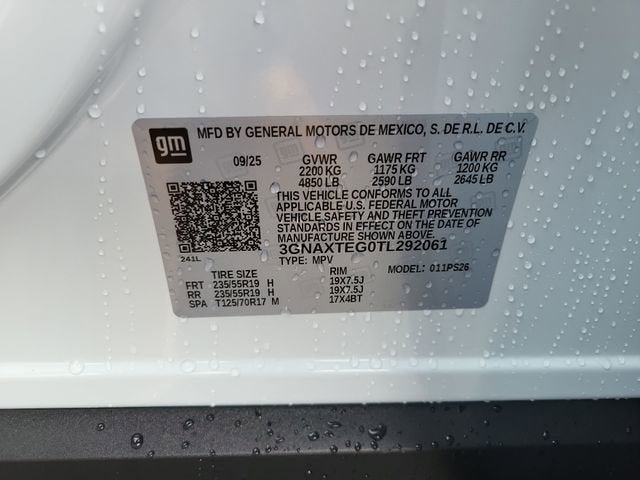 gm MFD BY GENERAL MOTORS DE MEXICO, S. DE R.L. DE C.V.
09/25 GVWR GAWR FRT GAWR RR
2200 KG 1175 KG 1200 KG
4850 LB 2590 LB 2645 LB
THIS VEHICLE CONFORMS TO ALL
APPLICABLE U.S. FEDERAL MOTOR
VEHICLE SAFETY AND THEFT PREVENTION
STANDARDS IN EFFECT ON THE DATE OF
MANUFACTURE SHOWN ABOVE.
3GNAXTEG0TL292061
241L TYPE: MPV MODEL: 011PS26
TIRE SIZE RIM
FRT 235/55R19 H 19X7.5J
RR 235/55R19 H 19X7.5J
SPA T125/70R17 M 17X4BT